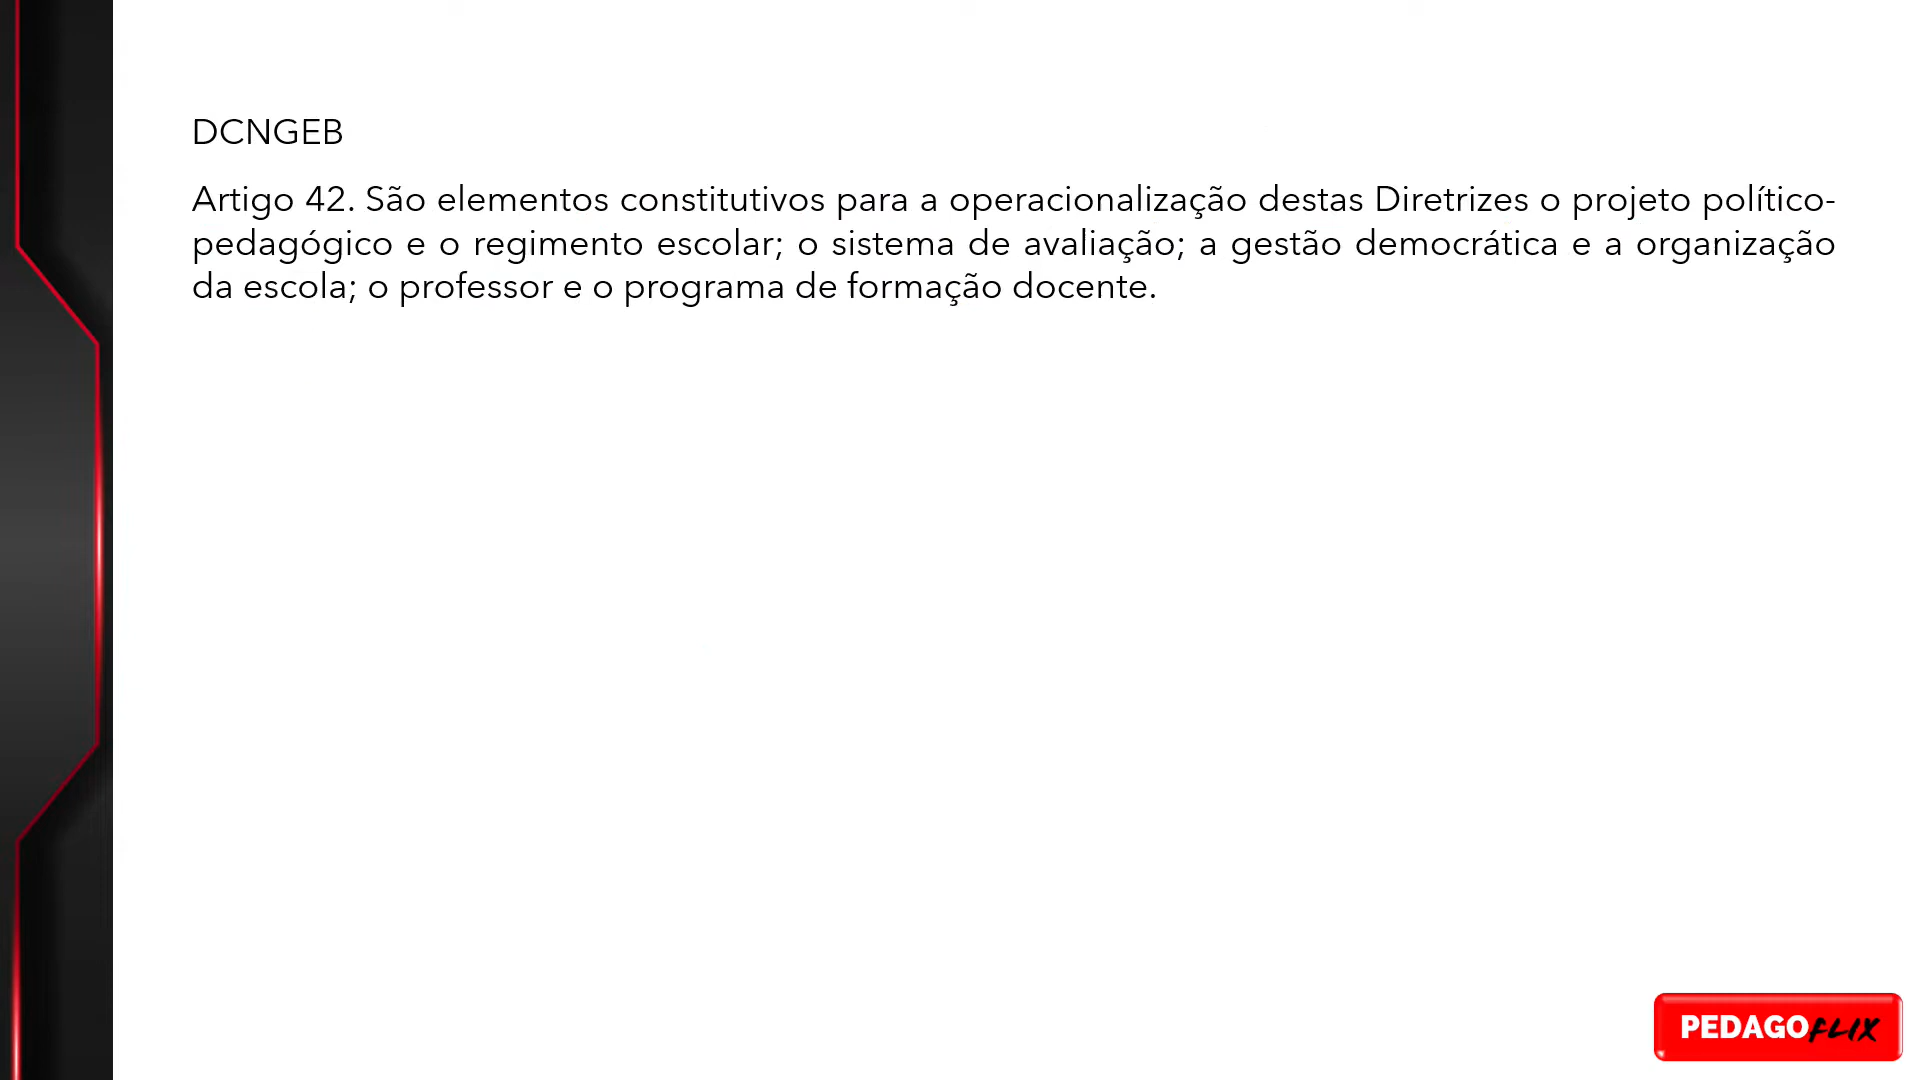 DCNGEB
Artigo 42. São elementos constitutivos para a operacionalização destas Diretrizes o projeto político-
pedagógico e o regimento escolar; o sistema de avaliação; a gestão democrática e a organização
da escola; o professor e o programa de formação docente.
PEDAGOFLIX